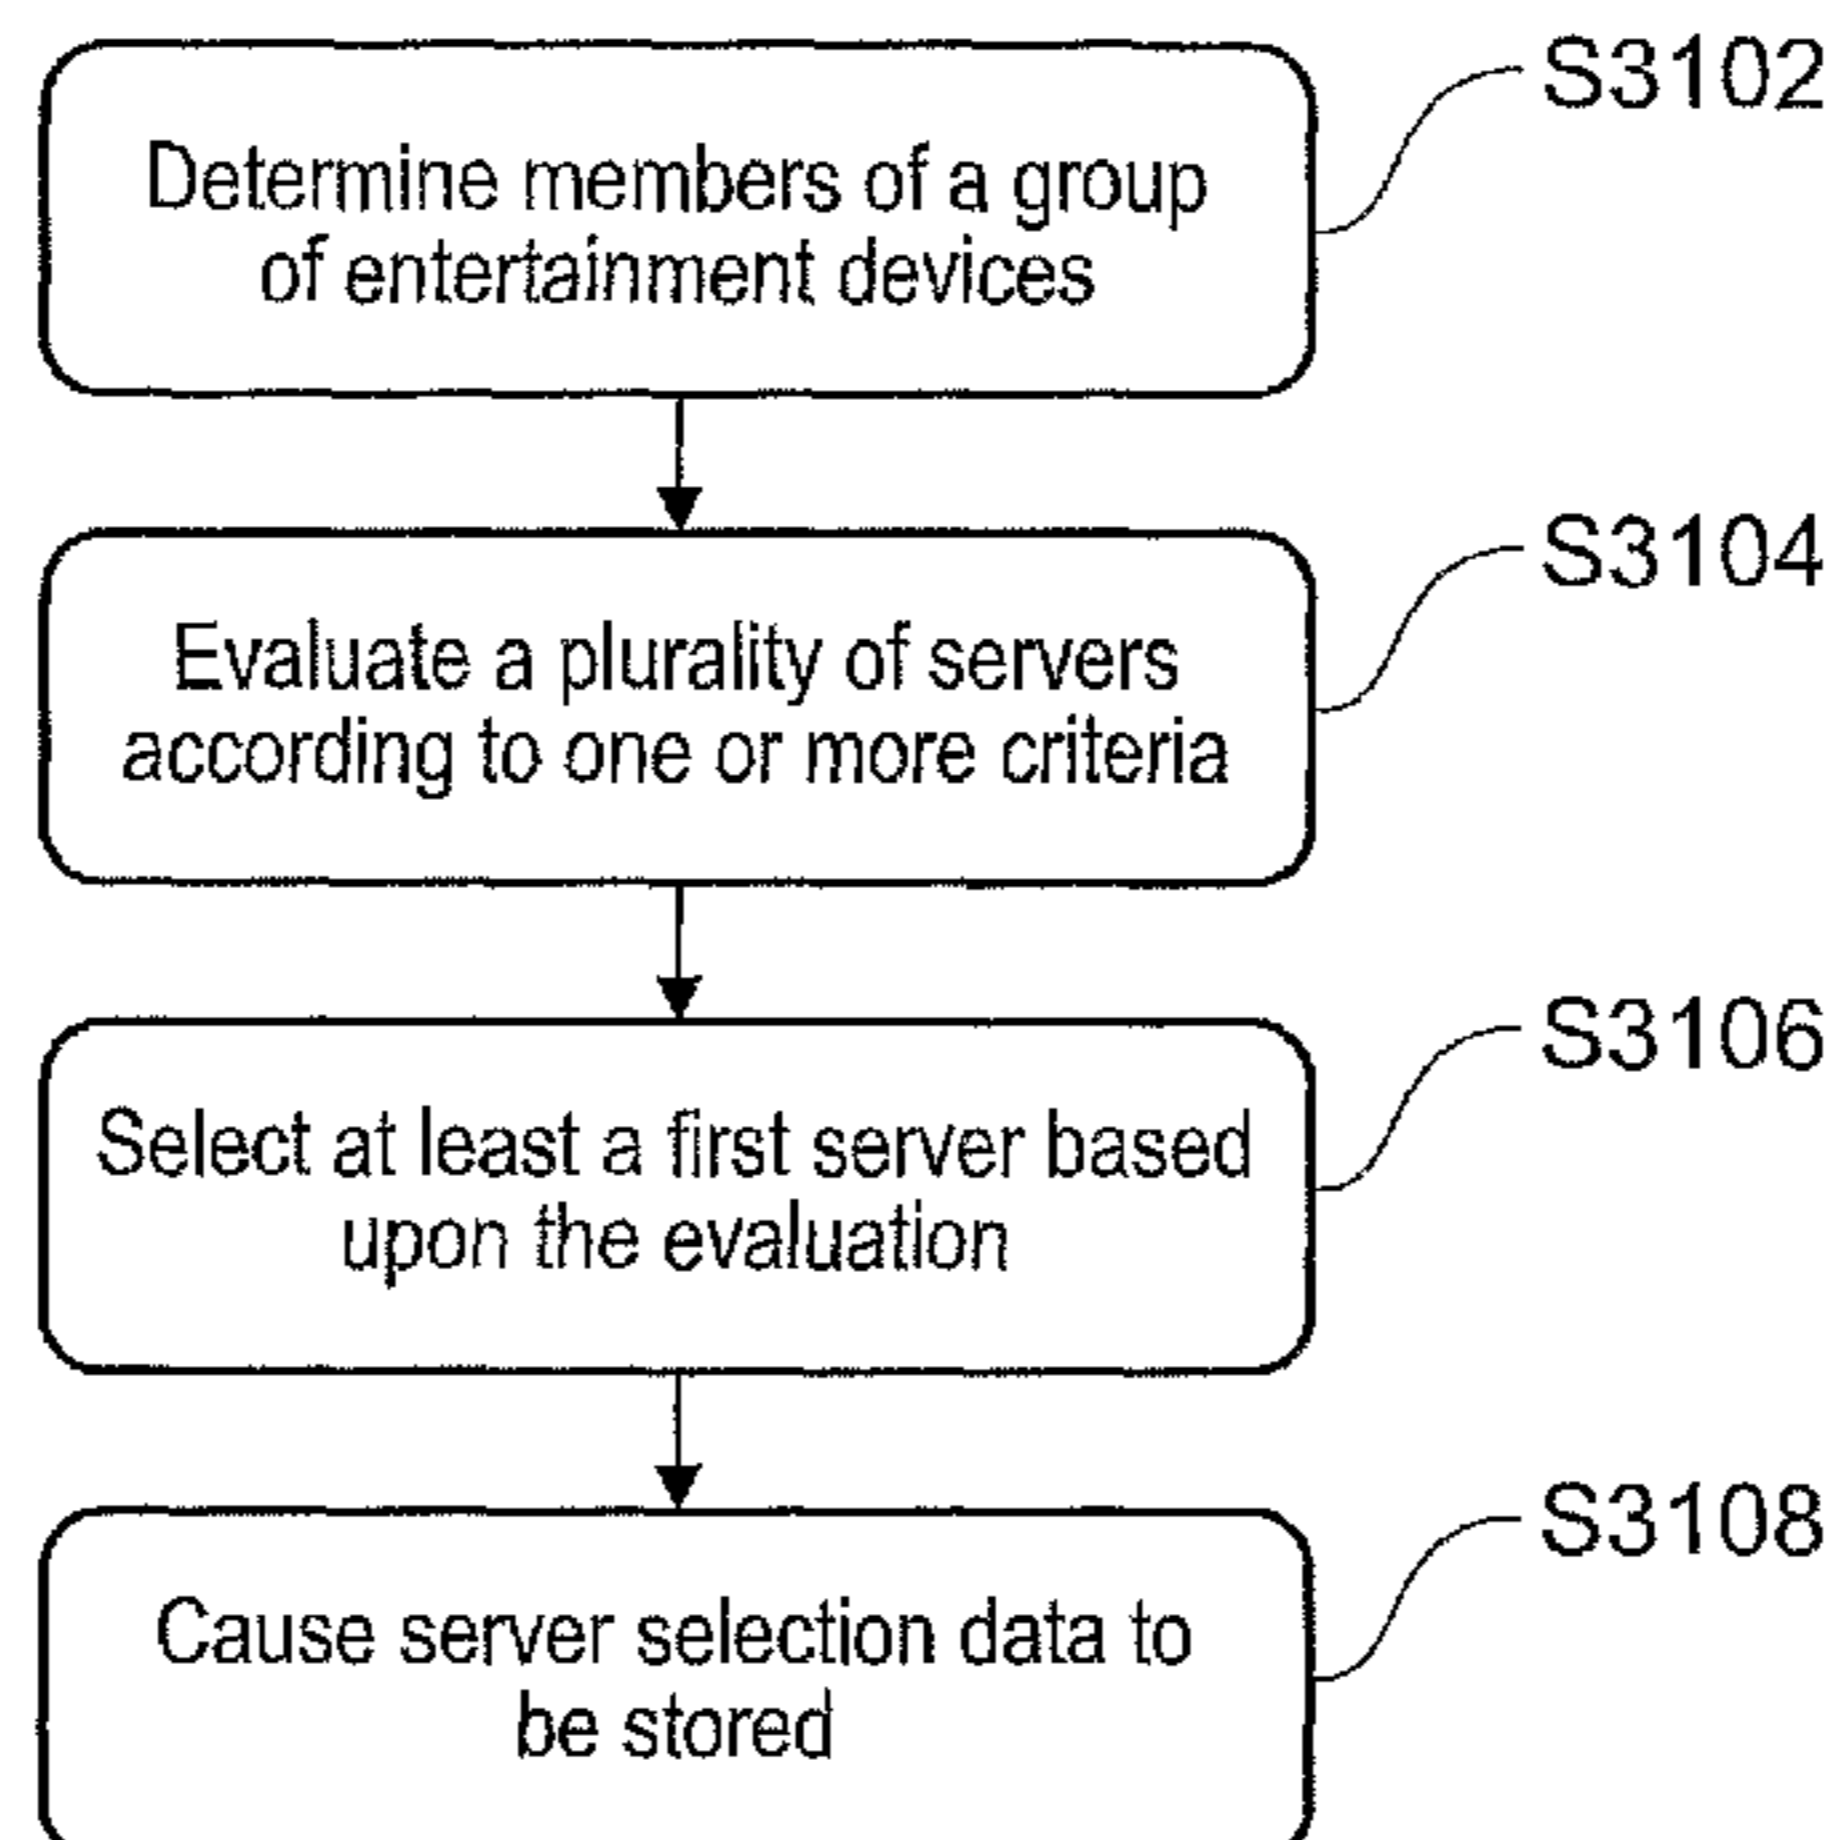 S3102
Determine members of a group
of entertainment devices
S3104
Evaluate a plurality of servers
according to one or more criteria
S3106
Select at least a first server based
upon the evaluation
S3108
Cause server selection data to
be stored